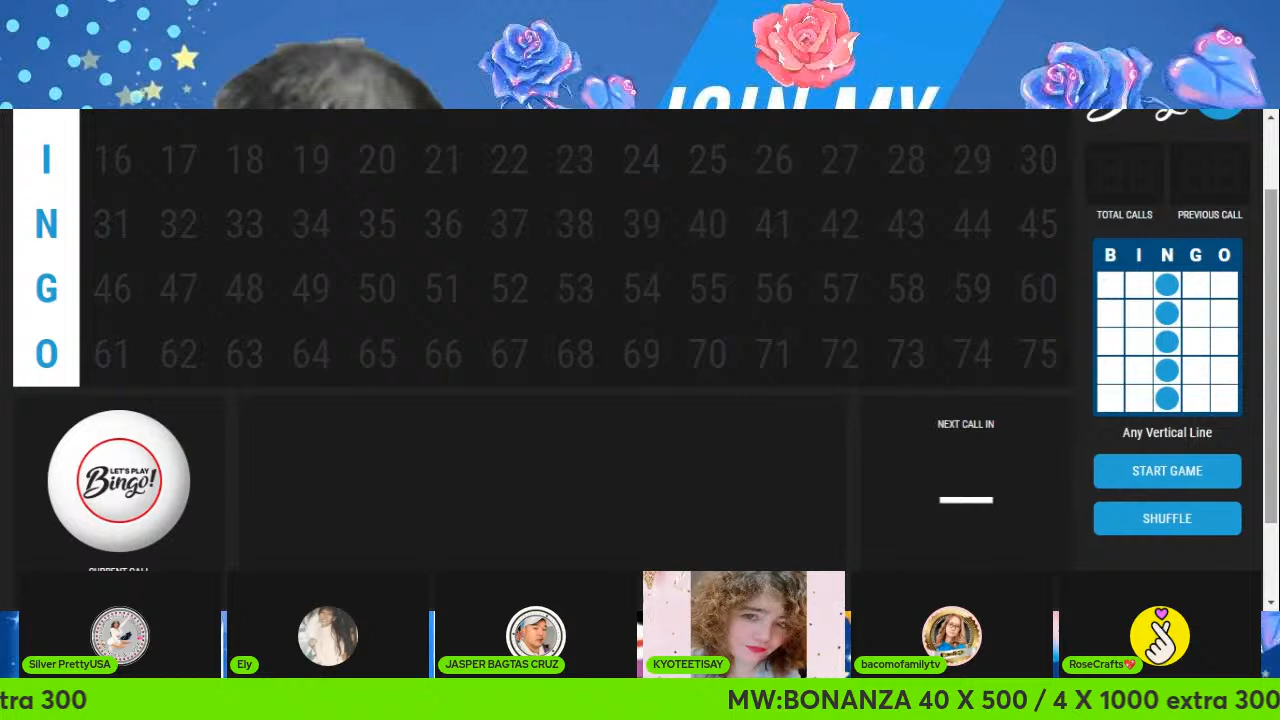 JOIN MY
I 16 17 18 19 20 21 22 23 24 25 26 27 28 29 30
N 31 32 33 34 35 36 37 38 39 40 41 42 43 44 45
G 46 47 48 49 50 51 52 53 54 55 56 57 58 59 60
O 61 62 63 64 65 66 67 68 69 70 71 72 73 74 75
TOTAL CALLS PREVIOUS CALL
B I N G O
Any Vertical Line
START GAME
SHUFFLE
LET'S PLAY
Bingo!
NEXT CALL IN
CURRENT CALL
Silver PrettyUSA
Ely
JASPER BAGTAS CRUZ
KYOTEETISAY
bacomofamilytv
RoseCrafts💖
tra 300 MW:BONANZA 40 X 500 / 4 X 1000 extra 300